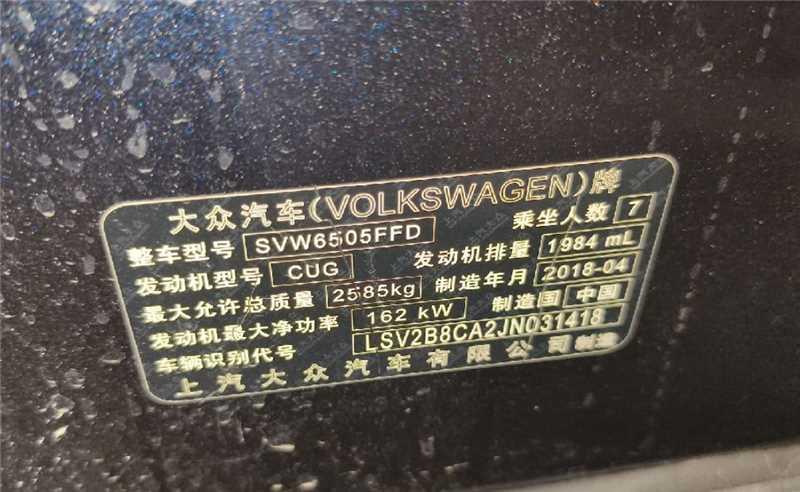 大众汽车(VOLKSWAGEN)牌
整车型号 SVW6505FFD 乘坐人数 7
发动机型号 CUG 发动机排量 1984 mL
最大允许总质量 2585kg 制造年月 2018-04
发动机最大净功率 162 kW 制造国 中国
车辆识别代号 LSV2B8CA2JN031418
上汽大众汽车有限公司制造